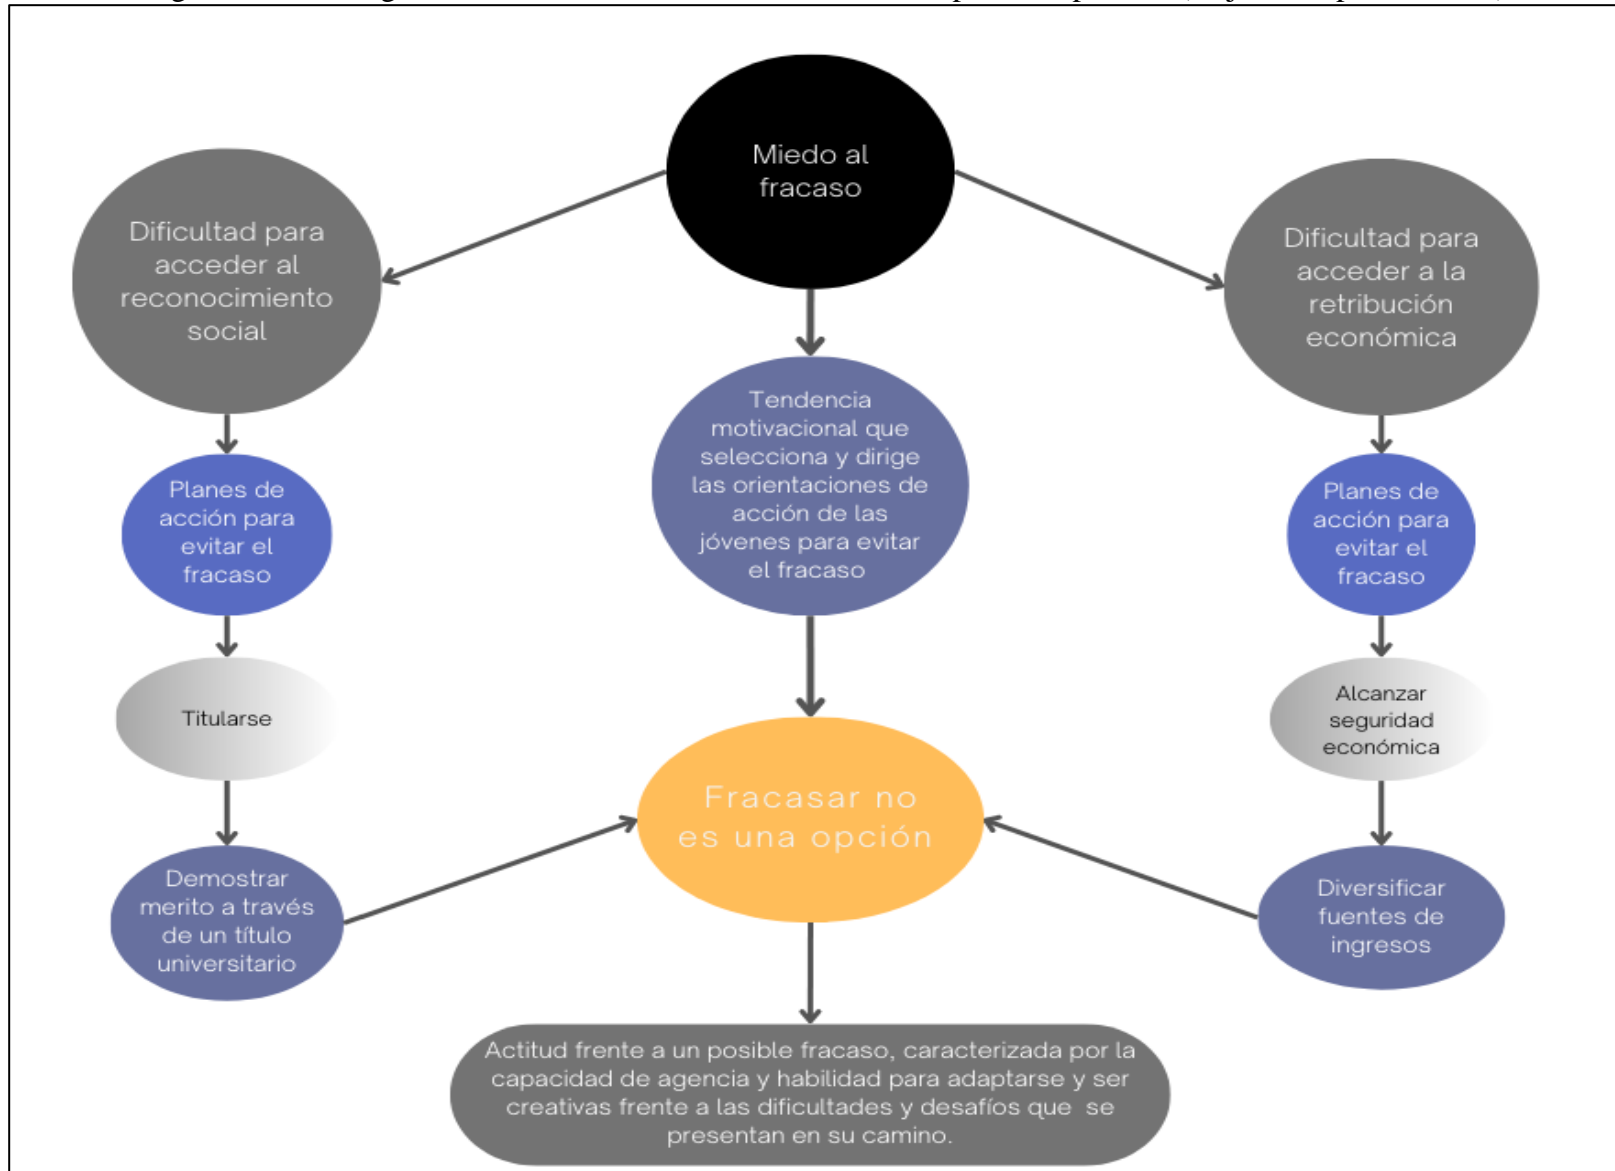 Miedo al
fracaso
Dificultad para
acceder al
reconocimiento
social
Dificultad para
acceder a la
retribución
económica
Tendencia
motivacional que
selecciona y dirige
las orientaciones de
acción de las
jóvenes para evitar
el fracaso
Planes de
acción para
evitar el
fracaso
Planes de
acción para
evitar el
fracaso
Titularse
Alcanzar
seguridad
económica
Fracasar no
es una opción
Demostrar
merito a través
de un título
universitario
Diversificar
fuentes de
ingresos
Actitud frente a un posible fracaso, caracterizada por la
capacidad de agencia y habilidad para adaptarse y ser
creativas frente a las dificultades y desafíos que se
presentan en su camino.